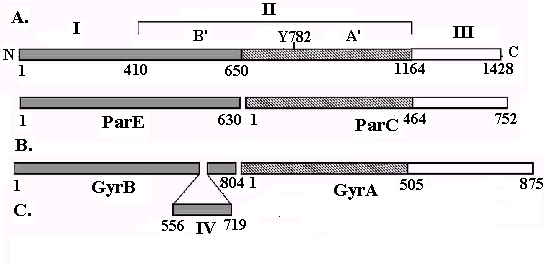 A.
I
II
III
B'
Y782
A'
N
C
1
410
650
1164
1428
1
ParE
630
1
ParC
464
752
B.
1
GyrB
804
1
GyrA
505
875
C.
556
IV
719